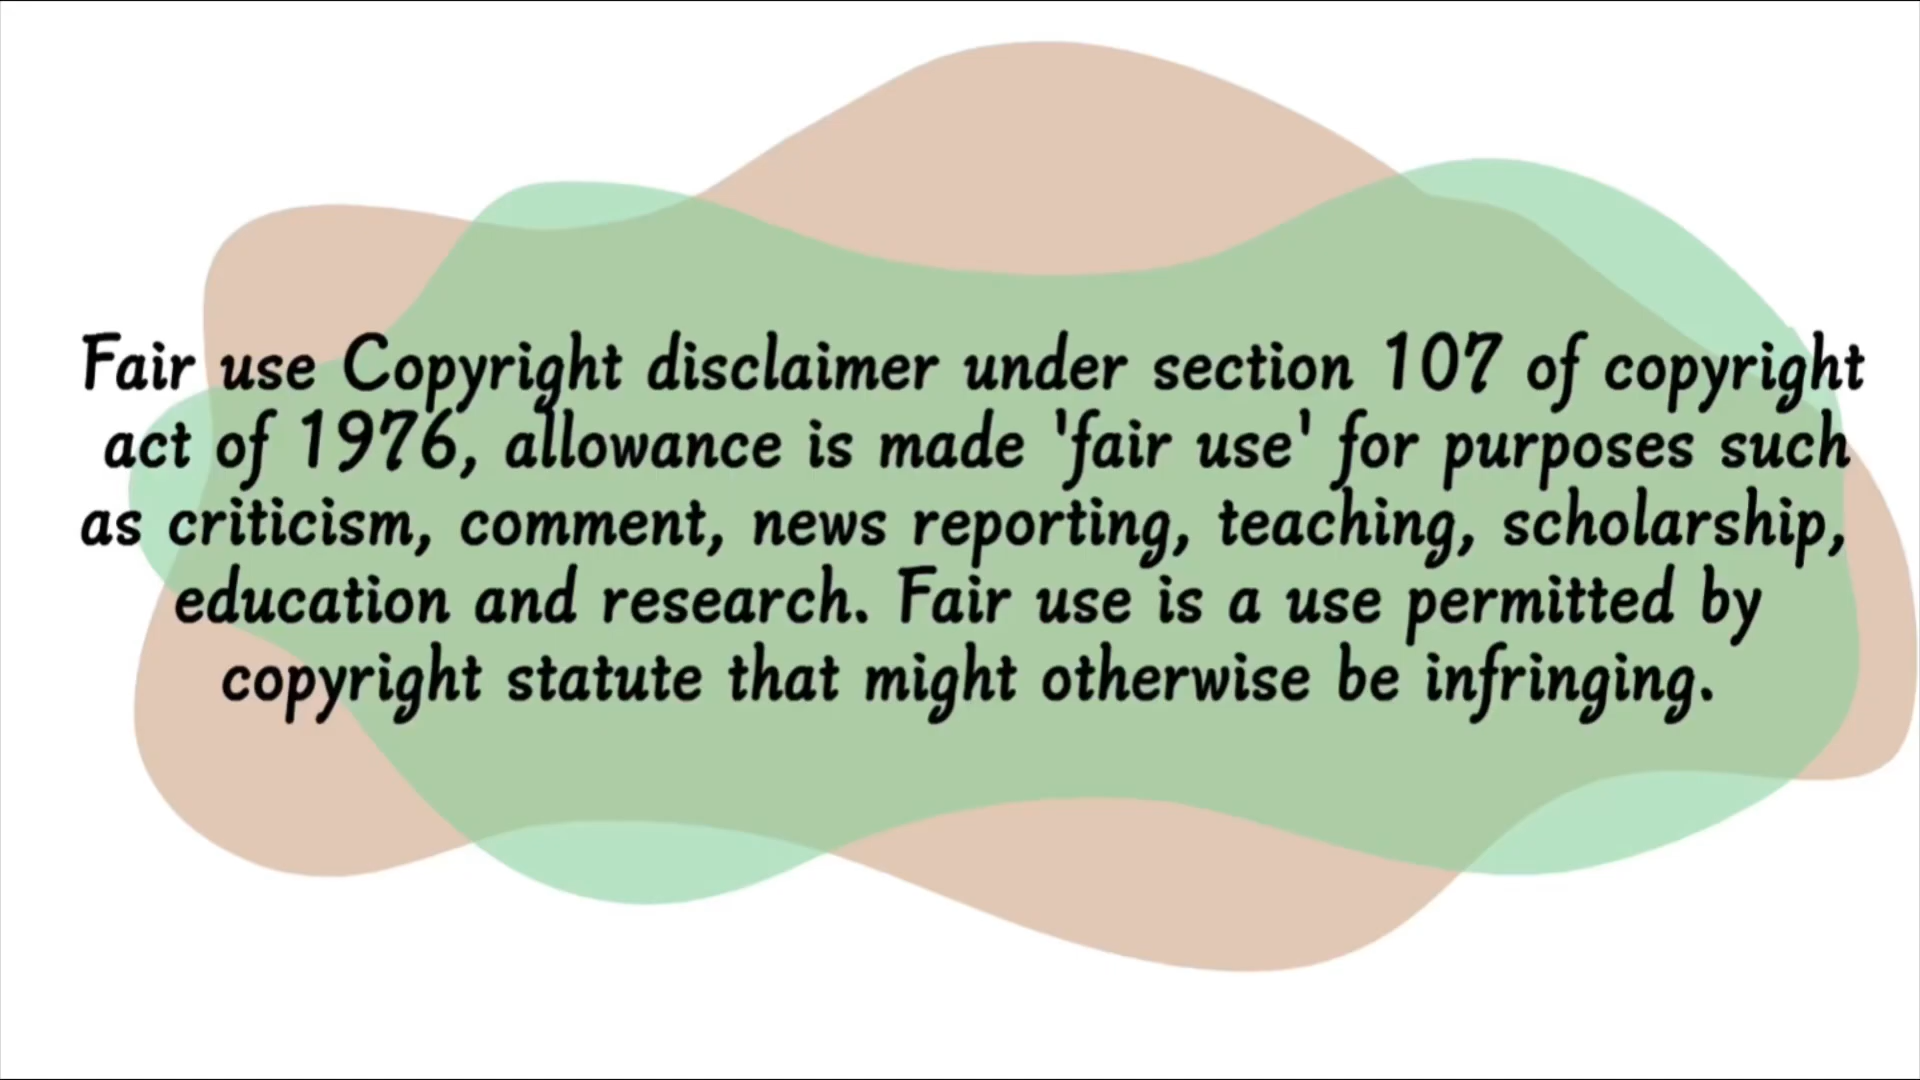 Fair use Copyright disclaimer under section 107 of copyright
act of 1976, allowance is made 'fair use' for purposes such
as criticism, comment, news reporting, teaching, scholarship,
education and research. Fair use is a use permitted by
copyright statute that might otherwise be infringing.